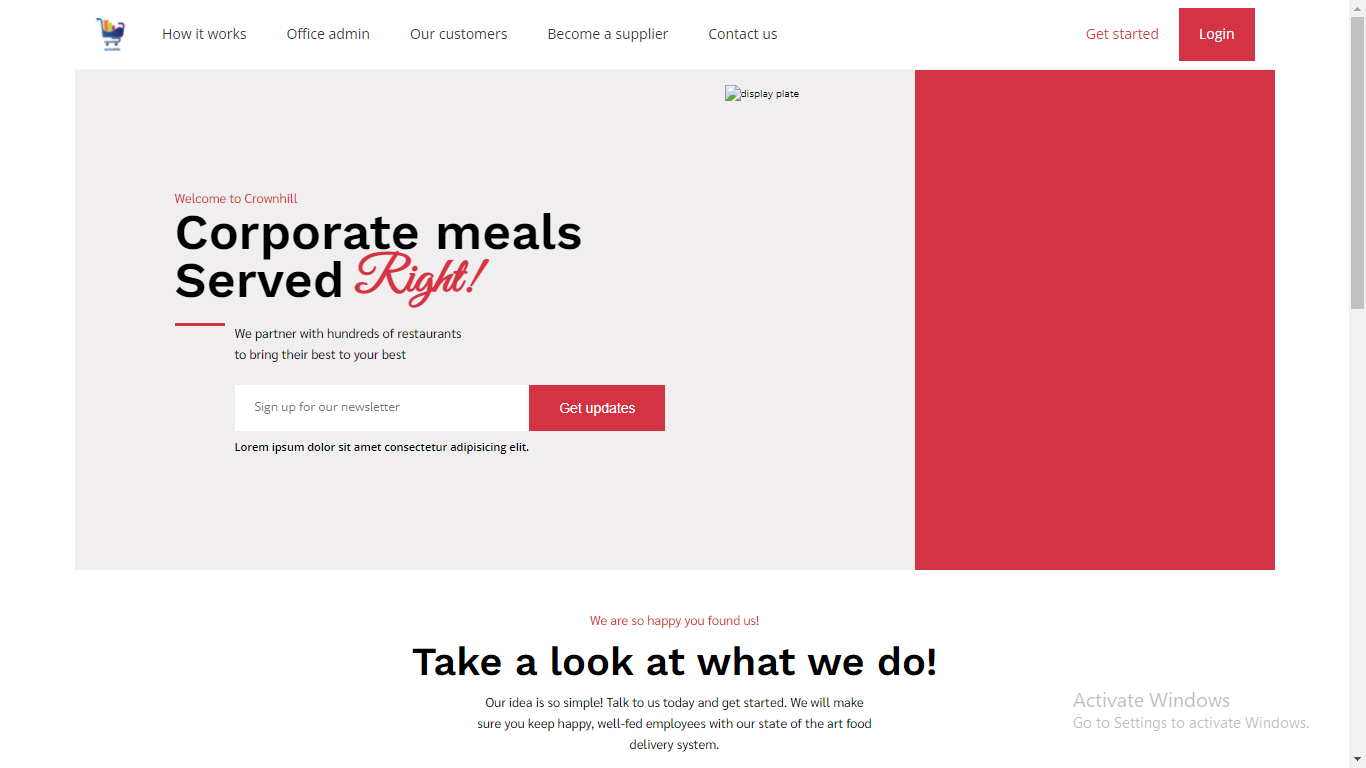 How it works
Office admin
Our customers
Become a supplier
Contact us
Get started
Login
display plate
Welcome to Crownhill
Corporate meals
Served Right!
We partner with hundreds of restaurants
to bring their best to your best
Sign up for our newsletter
Get updates
Lorem ipsum dolor sit amet consectetur adipisicing elit.
We are so happy you found us!
Take a look at what we do!
Our idea is so simple! Talk to us today and get started. We will make
sure you keep happy, well-fed employees with our state of the art food
delivery system.
Activate Windows
Go to Settings to activate Windows.